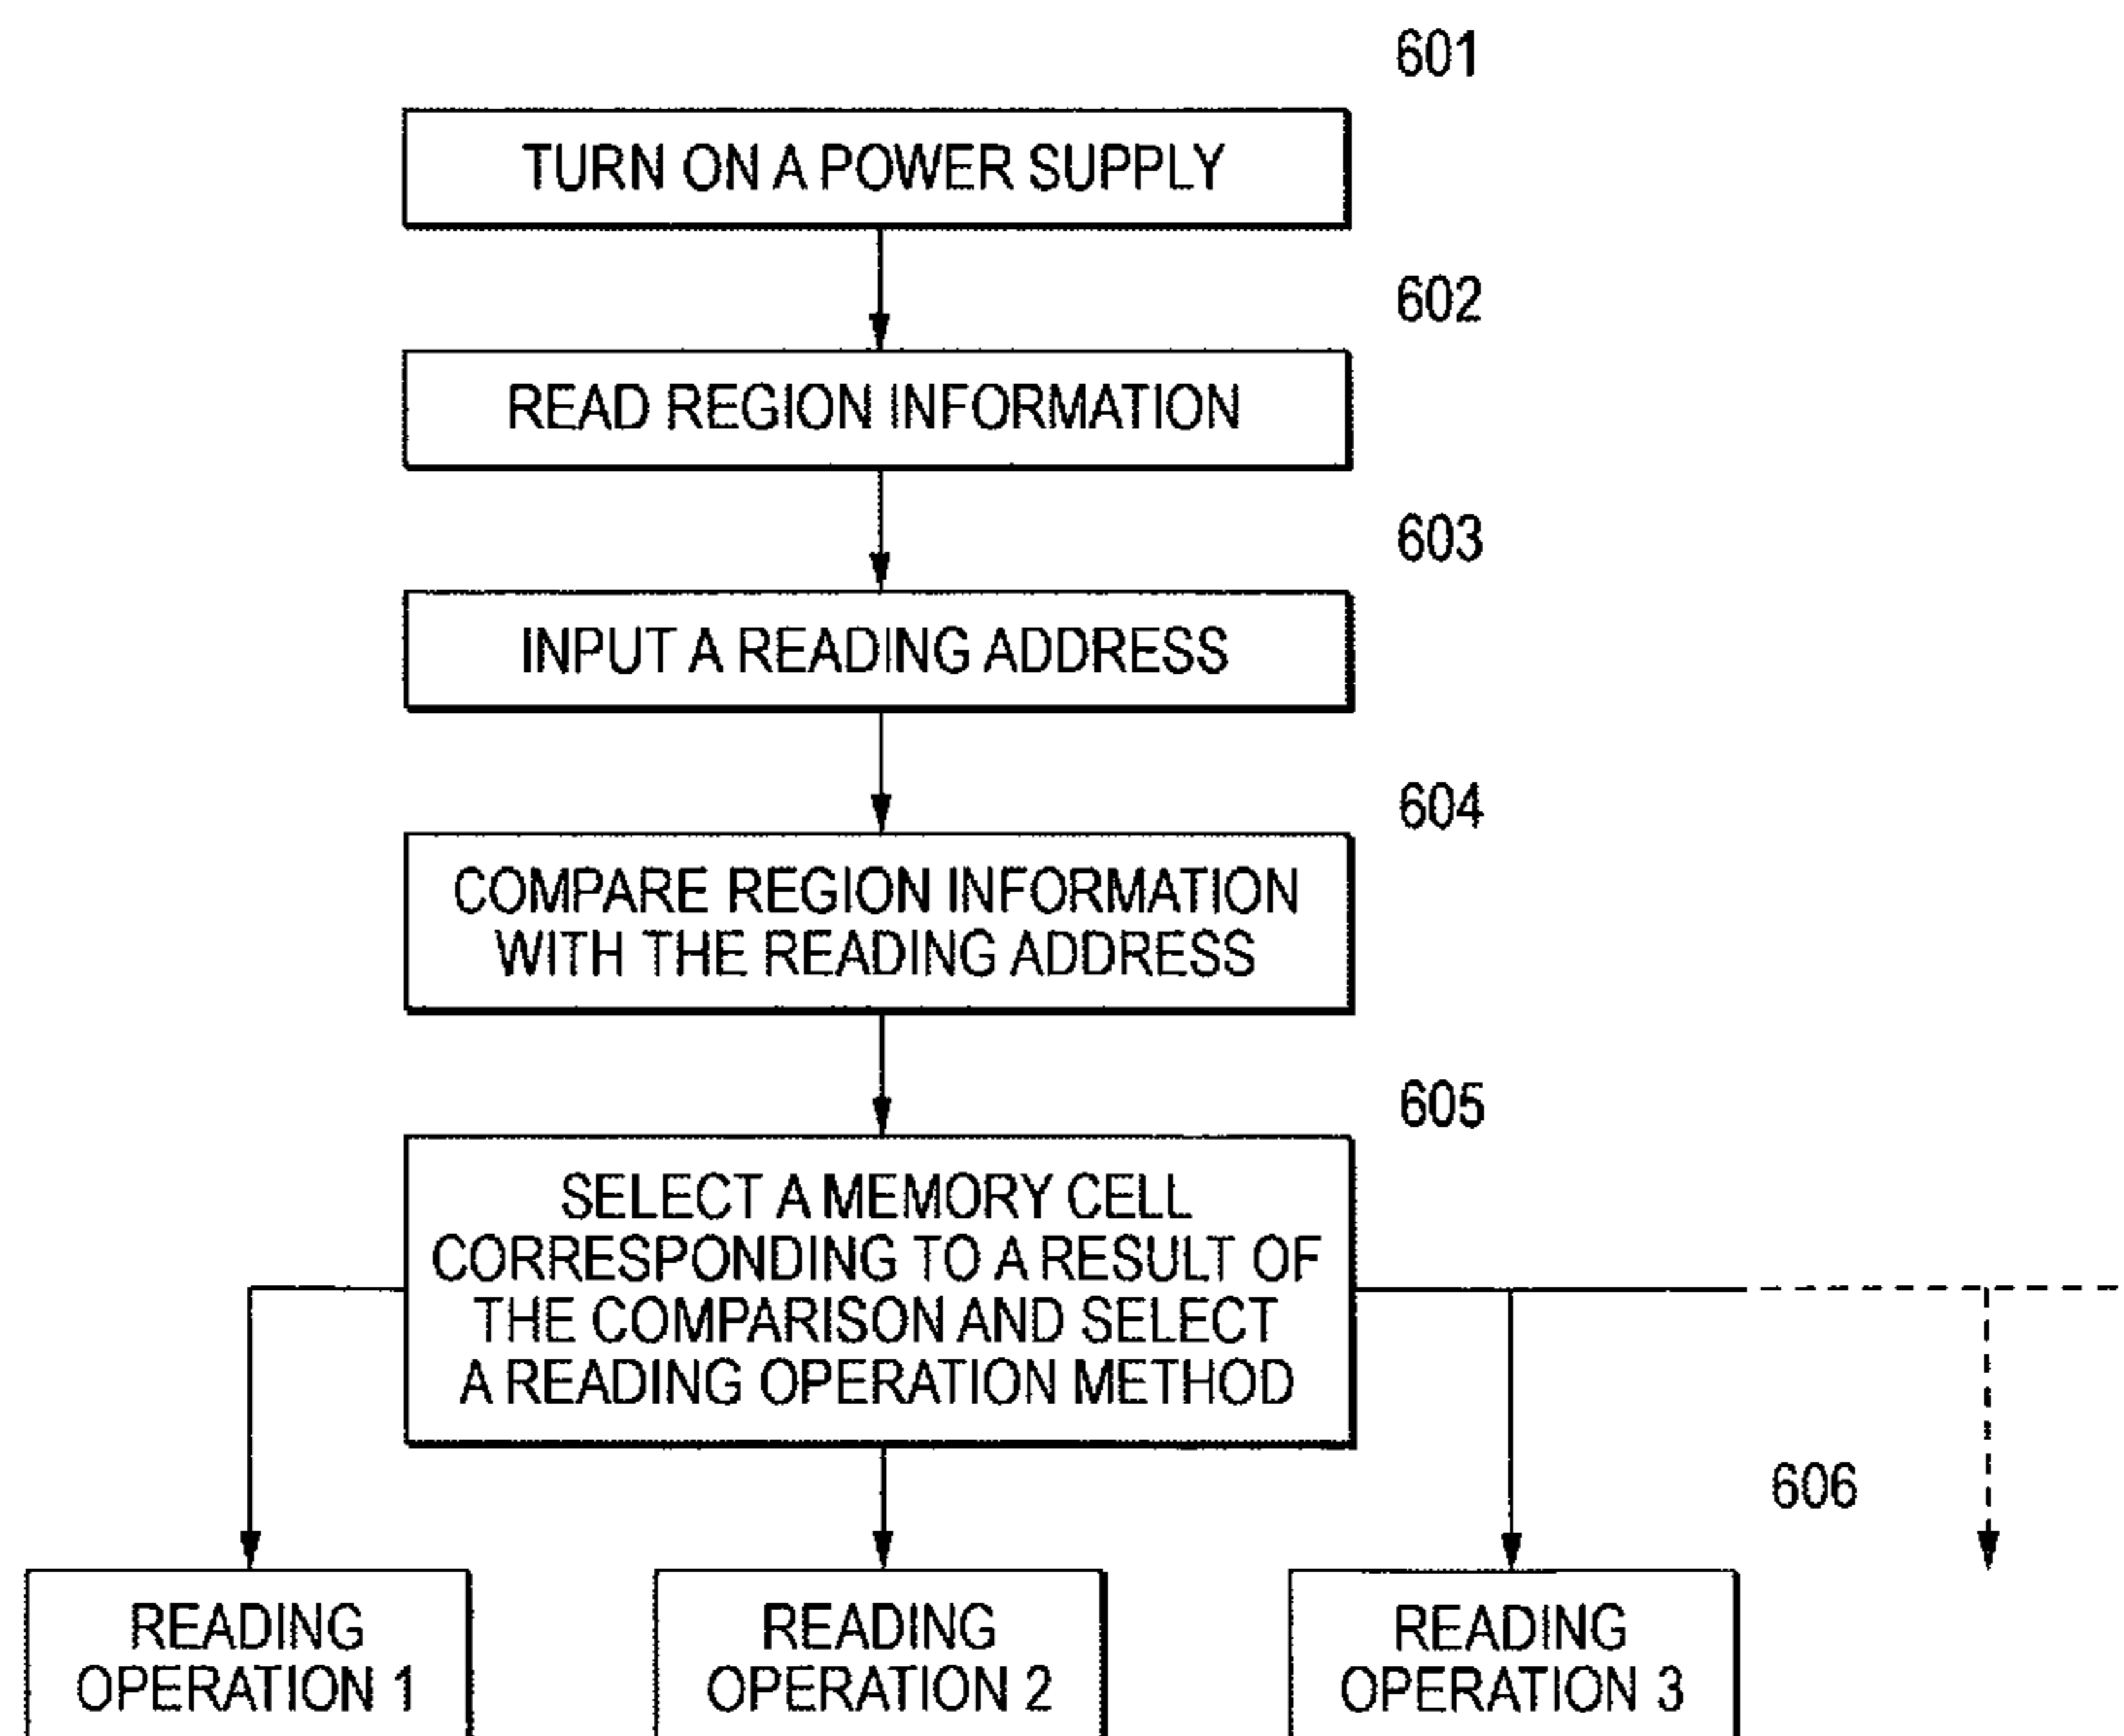 601
TURN ON A POWER SUPPLY
602
READ REGION INFORMATION
603
INPUT A READING ADDRESS
604
COMPARE REGION INFORMATION
WITH THE READING ADDRESS
605
SELECT A MEMORY CELL
CORRESPONDING TO A RESULT OF
THE COMPARISON AND SELECT
A READING OPERATION METHOD
606
READING
OPERATION 1
READING
OPERATION 2
READING
OPERATION 3